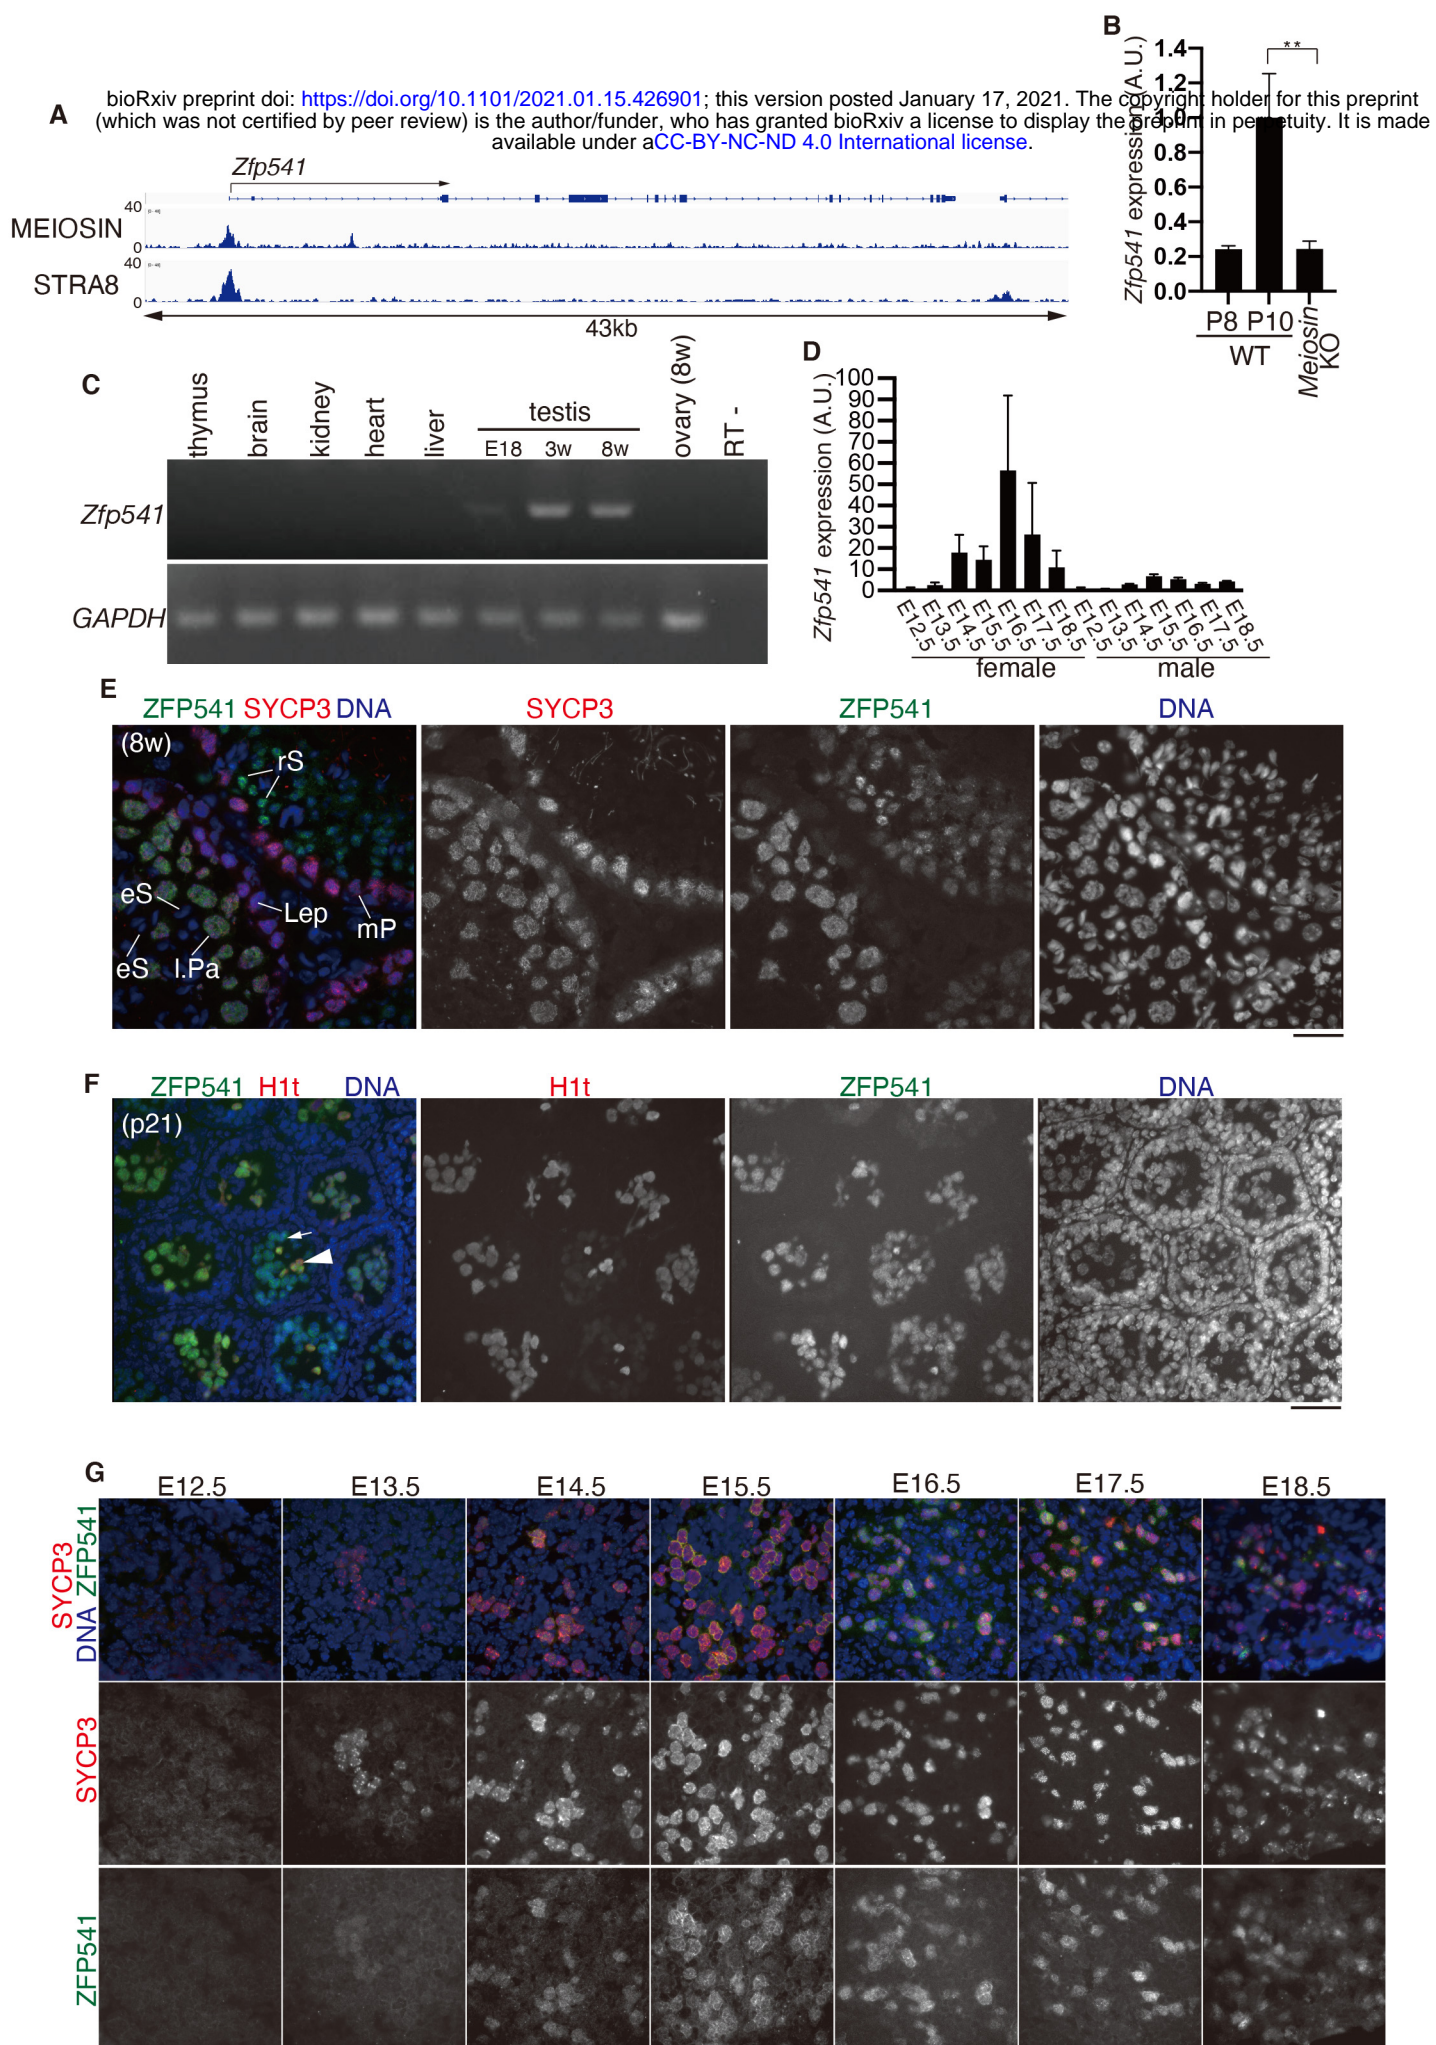 bioRxiv preprint doi: https://doi.org/10.1101/2021.01.15.426901; this version posted January 17, 2021. The copyright holder for this preprint
(which was not certified by peer review) is the author/funder, who has granted bioRxiv a license to display the preprint in perpetuity. It is made
available under aCC-BY-NC-ND 4.0 International license.
A
Zfp541
40
MEIOSIN
0
40
STRA8
0
43kb
B
Zfp541 expression (A.U.)
1.4
1.2
1.0
0.8
0.6
0.4
0.2
0.0
**
P8 P10
WT
Meiosin
KO
C
thymus
brain
kidney
heart
liver
testis
E18 3w 8w
ovary (8w)
RT -
Zfp541
GAPDH
D
Zfp541 expression (A.U.)
100
90
80
70
60
50
40
30
20
10
0
E12.5
E13.5
E14.5
E15.5
E16.5
E17.5
E18.5
E12.5
E13.5
E14.5
E15.5
E16.5
E17.5
E18.5
female male
E
ZFP541 SYCP3 DNA SYCP3 ZFP541 DNA
(8w)
rS
eS
Lep
mP
eS l.Pa
F
ZFP541 H1t DNA H1t ZFP541 DNA
(p21)
G
E12.5 E13.5 E14.5 E15.5 E16.5 E17.5 E18.5
SYCP3
DNA ZFP541
SYCP3
ZFP541